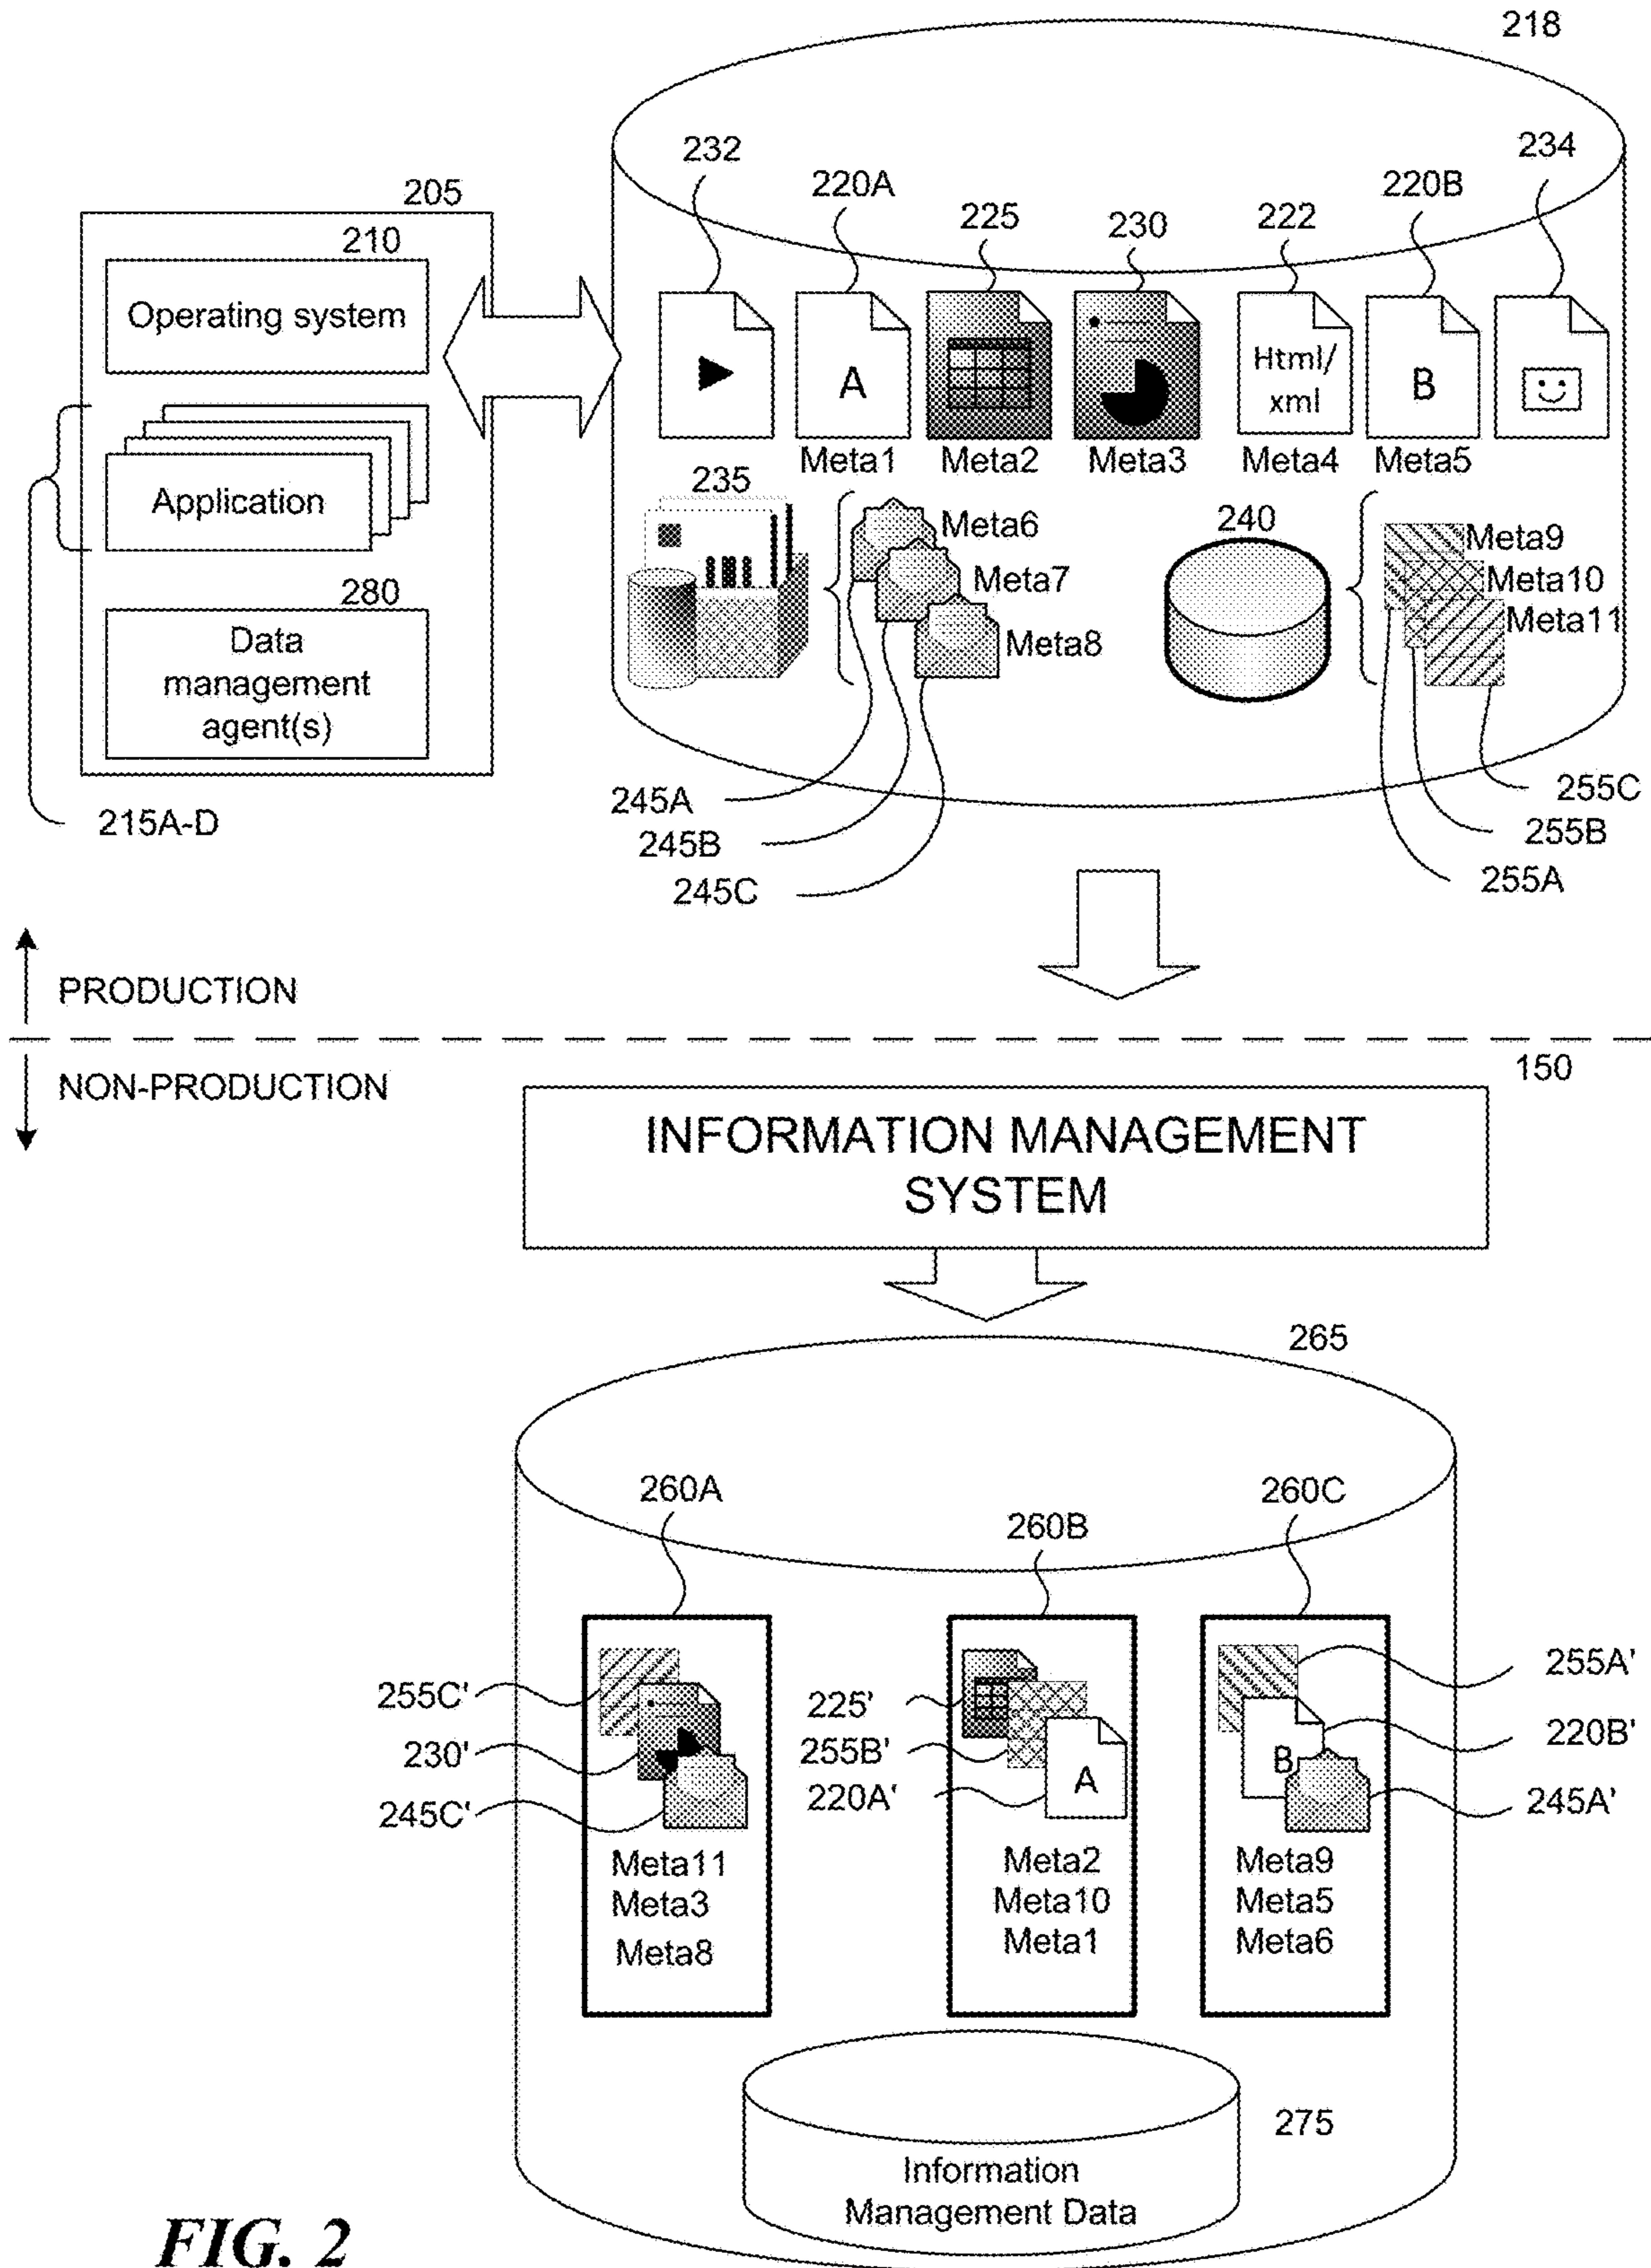 218
232
220A
225
230
222
220B
234
205
210
Operating system
Application
280
Data
management
agent(s)
215A-D
A
Html/
xml
B
Meta1
Meta2
Meta3
Meta4
Meta5
235
Meta6
Meta7
Meta8
240
Meta9
Meta10
Meta11
245A
245B
245C
255C
255B
255A
PRODUCTION
NON-PRODUCTION
150
INFORMATION MANAGEMENT
SYSTEM
265
260A
260B
260C
255C'
230'
245C'
Meta11
Meta3
Meta8
225'
255B'
220A'
A
Meta2
Meta10
Meta1
B
255A'
220B'
245A'
Meta9
Meta5
Meta6
275
Information
Management Data
FIG. 2